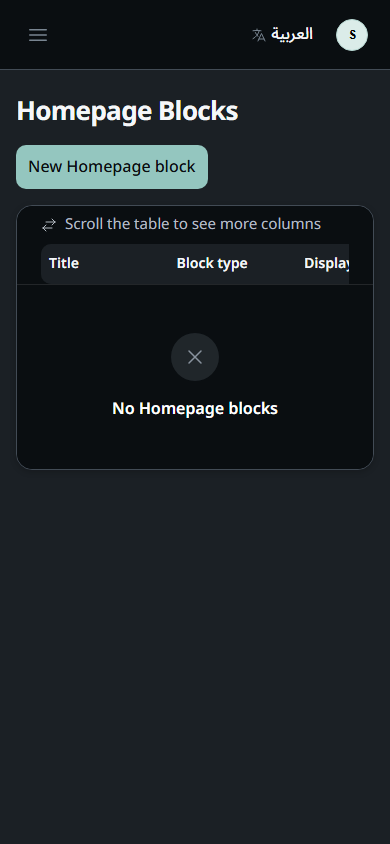 العربية
S
Homepage Blocks
New Homepage block
Scroll the table to see more columns
Title Block type Display
No Homepage blocks